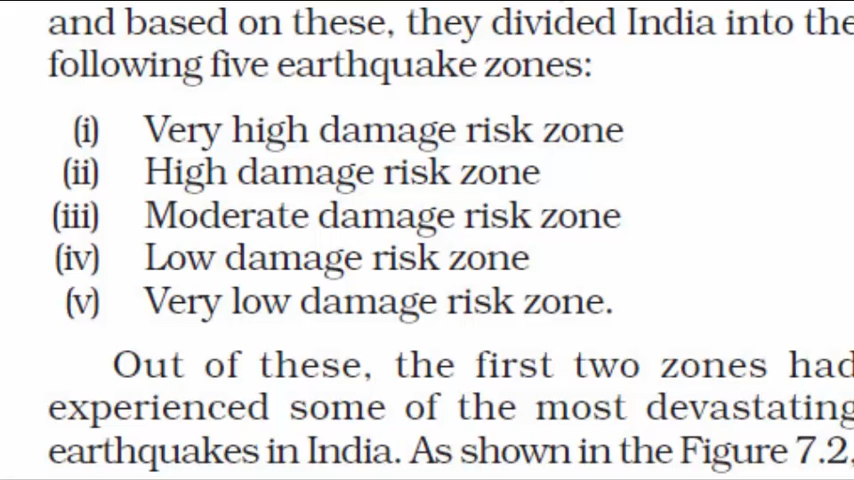 and based on these, they divided India into the
following five earthquake zones:
(i) Very high damage risk zone
(ii) High damage risk zone
(iii) Moderate damage risk zone
(iv) Low damage risk zone
(v) Very low damage risk zone.
Out of these, the first two zones had
experienced some of the most devastating
earthquakes in India. As shown in the Figure 7.2,